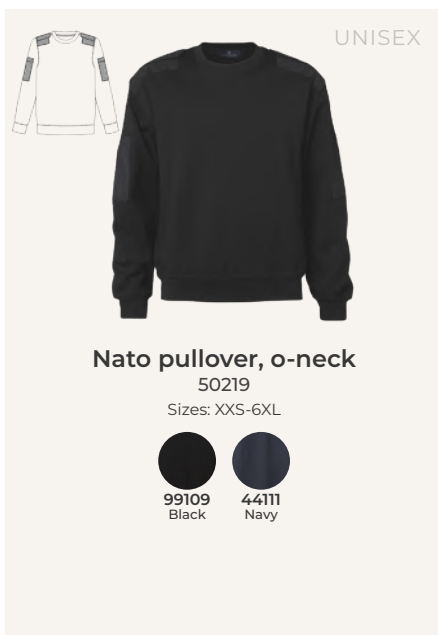 UNISEX
Nato pullover, o-neck
50219
Sizes: XXS-6XL
99109 44111
Black Navy